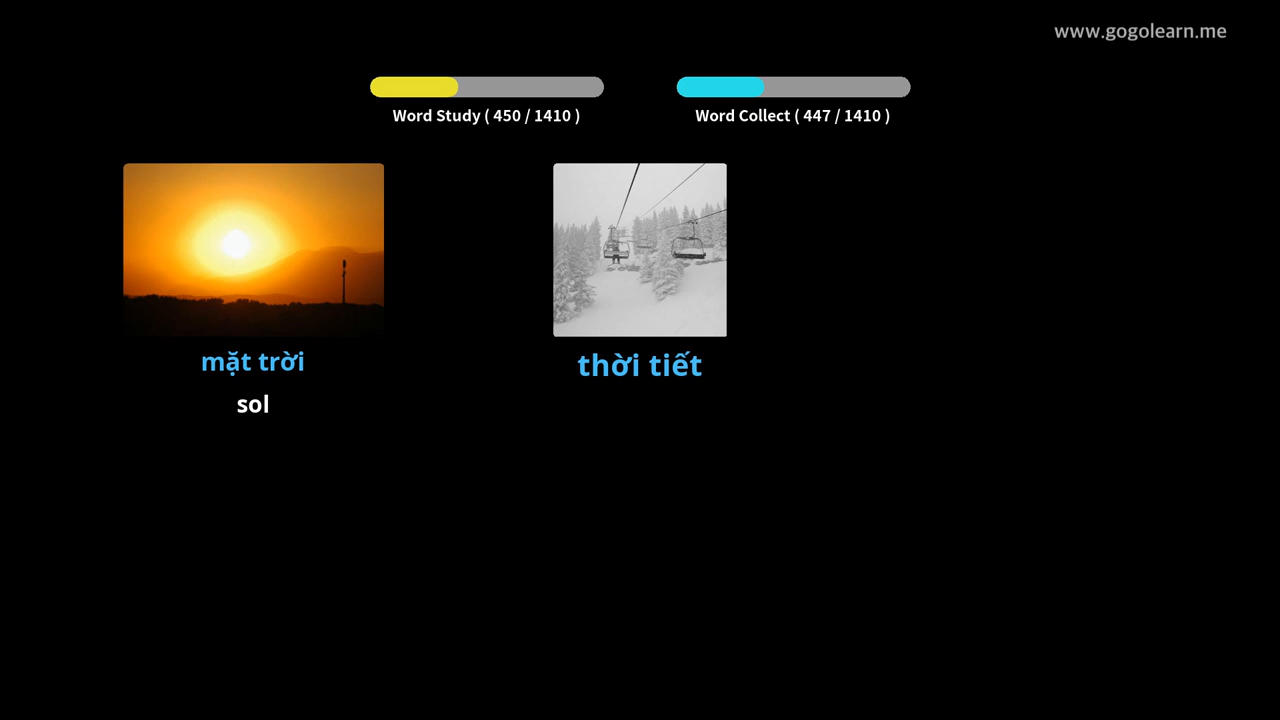 www.gogolearn.me
Word Study ( 450 / 1410 )
Word Collect ( 447 / 1410 )
mặt trời
sol
thời tiết